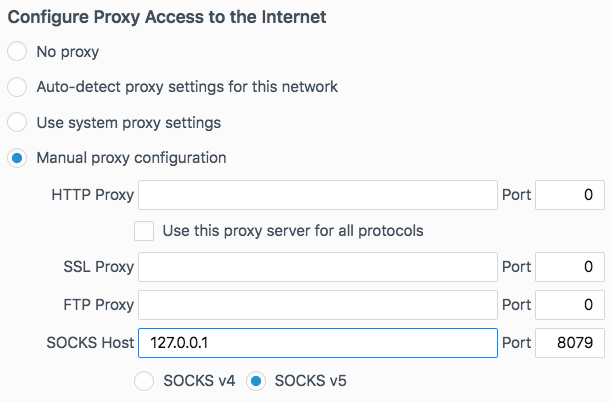 Configure Proxy Access to the Internet
No proxy
Auto-detect proxy settings for this network
Use system proxy settings
Manual proxy configuration
HTTP Proxy Port 0
Use this proxy server for all protocols
SSL Proxy Port 0
FTP Proxy Port 0
SOCKS Host 127.0.0.1 Port 8079
SOCKS v4 SOCKS v5